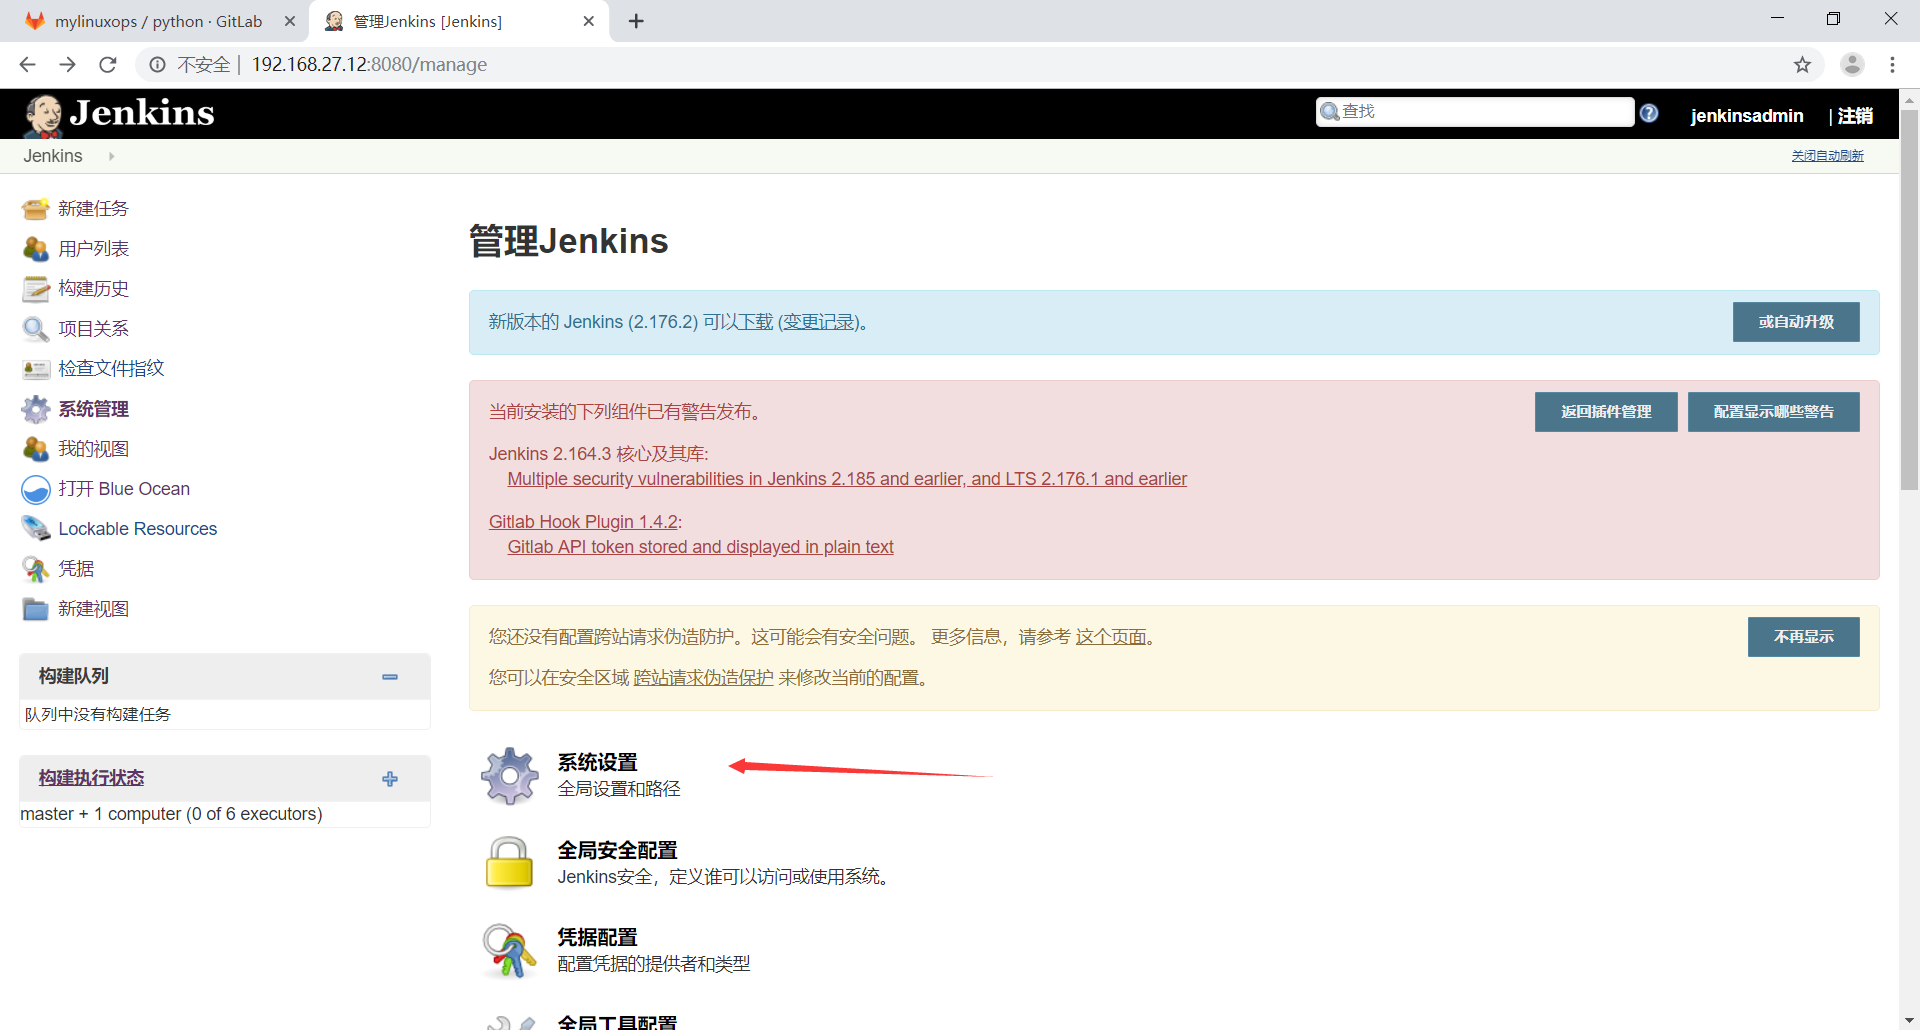 mylinuxops / python · GitLab
管理Jenkins [Jenkins]
不安全 | 192.168.27.12:8080/manage
Jenkins
查找
jenkinsadmin
| 注销
Jenkins
关闭自动刷新
新建任务
用户列表
构建历史
项目关系
检查文件指纹
系统管理
我的视图
打开 Blue Ocean
Lockable Resources
凭据
新建视图
构建队列
队列中没有构建任务
构建执行状态
master + 1 computer (0 of 6 executors)
管理Jenkins
新版本的 Jenkins (2.176.2) 可以下载 (变更记录)。
或自动升级
当前安装的下列组件已有警告发布。
返回插件管理
配置显示哪些警告
Jenkins 2.164.3 核心及其库:
Multiple security vulnerabilities in Jenkins 2.185 and earlier, and LTS 2.176.1 and earlier
Gitlab Hook Plugin 1.4.2:
Gitlab API token stored and displayed in plain text
您还没有配置跨站请求伪造防护。这可能会有安全问题。 更多信息，请参考 这个页面。
不再显示
您可以在安全区域 跨站请求伪造保护 来修改当前的配置。
系统设置
全局设置和路径
全局安全配置
Jenkins安全，定义谁可以访问或使用系统。
凭据配置
配置凭据的提供者和类型
全局工具配置